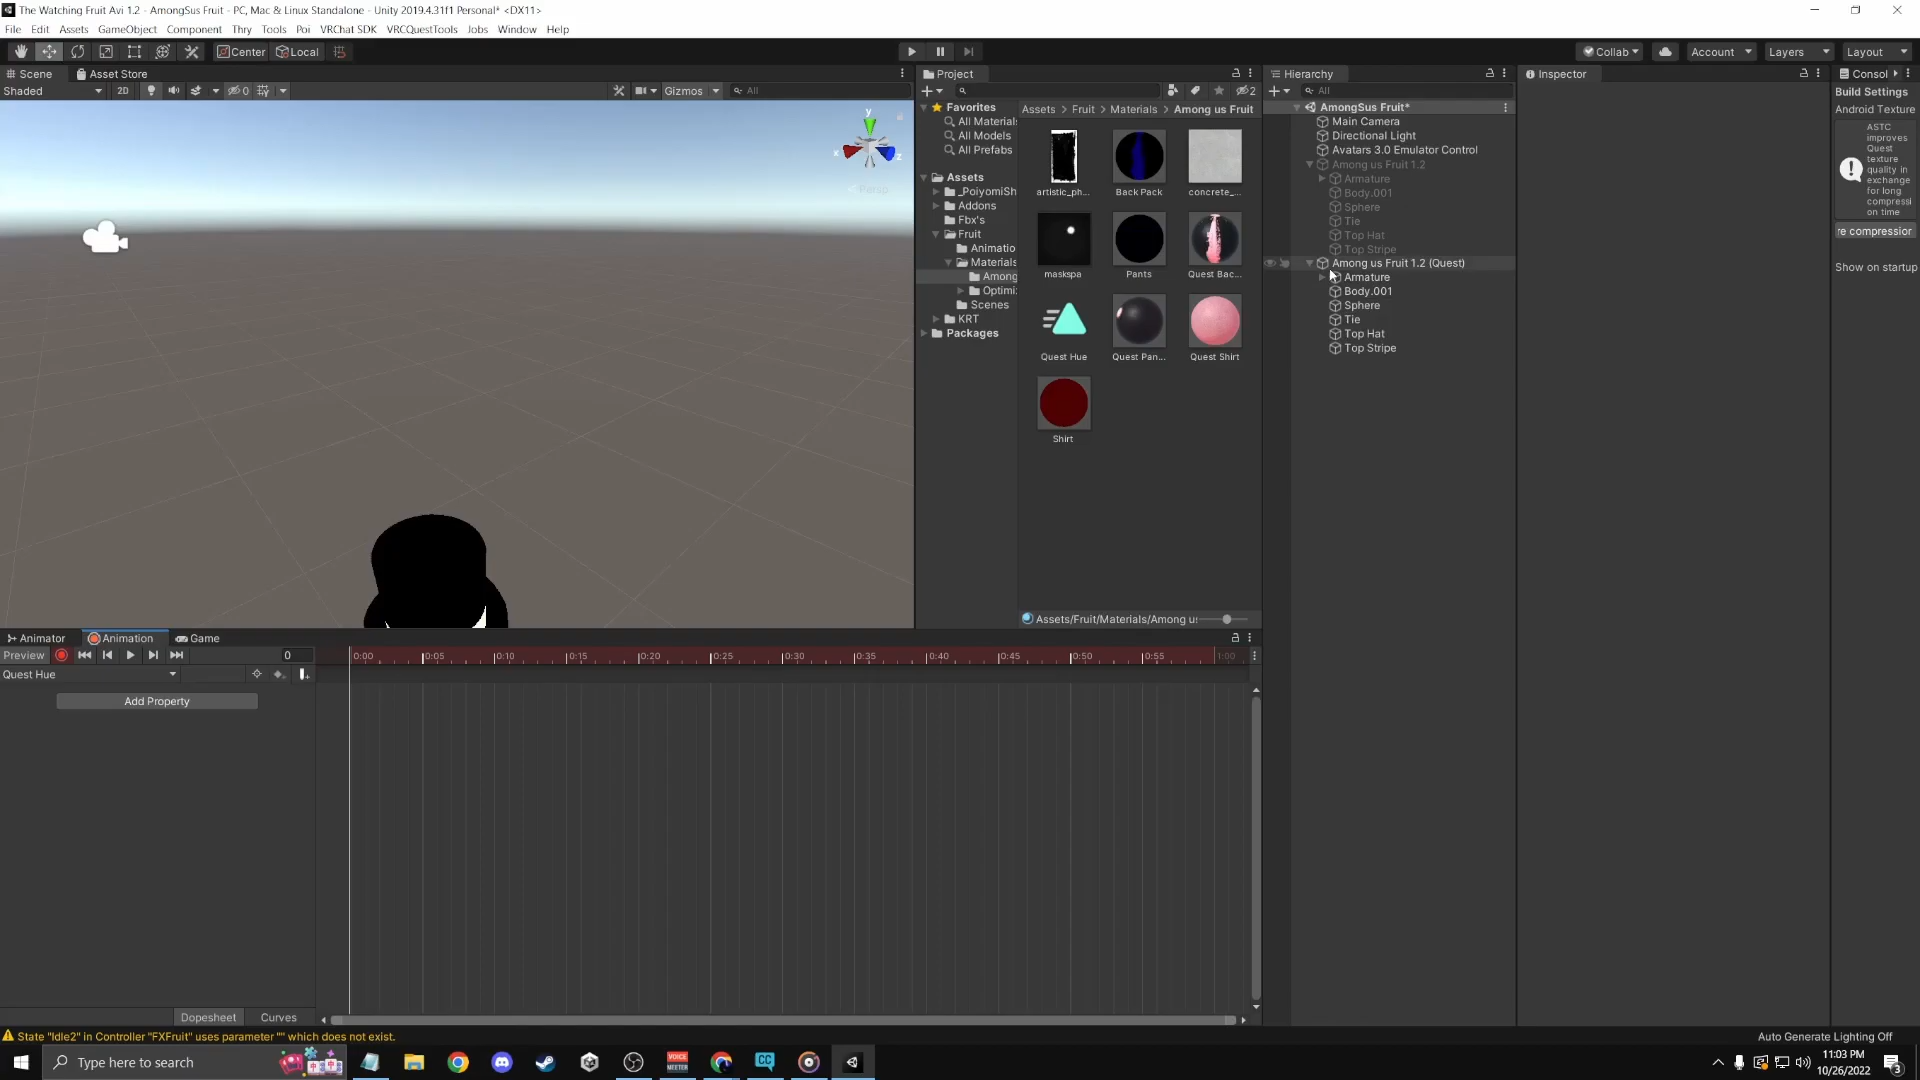 The Watching Fruit Avi 1.2 - AmongSus Fruit - PC, Mac & Linux Standalone - Unity 2019.4.31f1 Personal* <DX11>
File Edit Assets GameObject Component Thry Tools Poi VRChat SDK VRCQuestTools Jobs Window Help
Center Local Collab Account Layers Layout
Scene Asset Store
Shaded 2D 0 Gizmos All
y
x
z
Persp
Project
2
Favorites
All Material
All Models
All Prefabs
Assets
_PoiyomiSh
Addons
Fbx's
Fruit
Animatio
Materials
Among
Optimi
Scenes
KRT
Packages
Assets > Fruit > Materials > Among us Fruit
artistic_ph... Back Pack concrete_...
maskspa Pants Quest Bac...
Quest Hue Quest Pan... Quest Shirt
Shirt
Assets/Fruit/Materials/Among us
Hierarchy
All
AmongSus Fruit*
Main Camera
Directional Light
Avatars 3.0 Emulator Control
Among us Fruit 1.2
Armature
Body.001
Sphere
Tie
Top Hat
Top Stripe
Among us Fruit 1.2 (Quest)
Armature
Body.001
Sphere
Tie
Top Hat
Top Stripe
Inspector
Consol
Build Settings
Android Texture
ASTC
improves
Quest
texture
quality in
exchange
for long
compressi
on time
re compression
Show on startup
Animator Animation Game
Preview 0 0:00 0:05 0:10 0:15 0:20 0:25 0:30 0:35 0:40 0:45 0:50 0:55 1:00
Quest Hue
Add Property
Dopesheet Curves
State "Idle2" in Controller "FXFruit" uses parameter "" which does not exist.
Auto Generate Lighting Off
Type here to search
VOICE
MEETER
CC
11:03 PM
10/26/2022
3